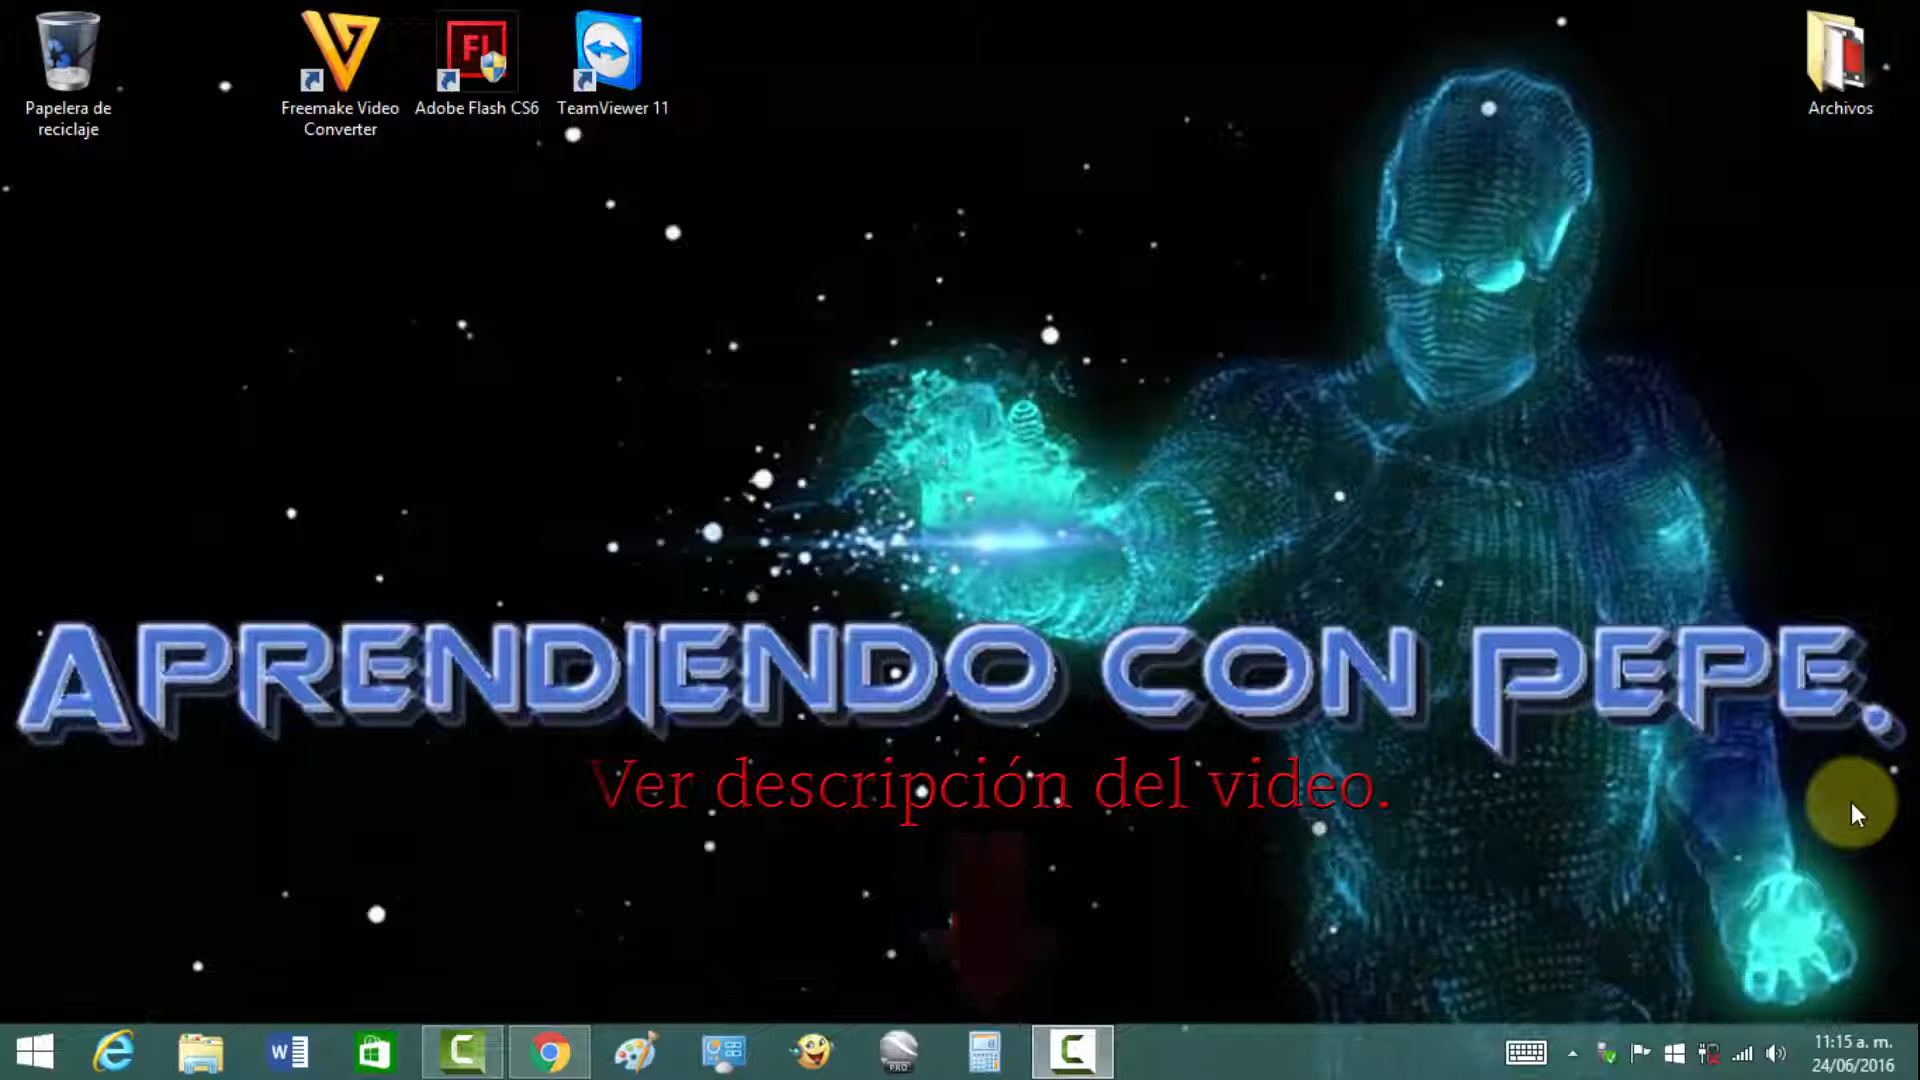 Papelera de
reciclaje
Freemake Video
Converter
Adobe Flash CS6
TeamViewer 11
Archivos
APRENDIENDO CON PEPE.
Ver descripción del video.
PRO
11:15 a. m.
24/06/2016